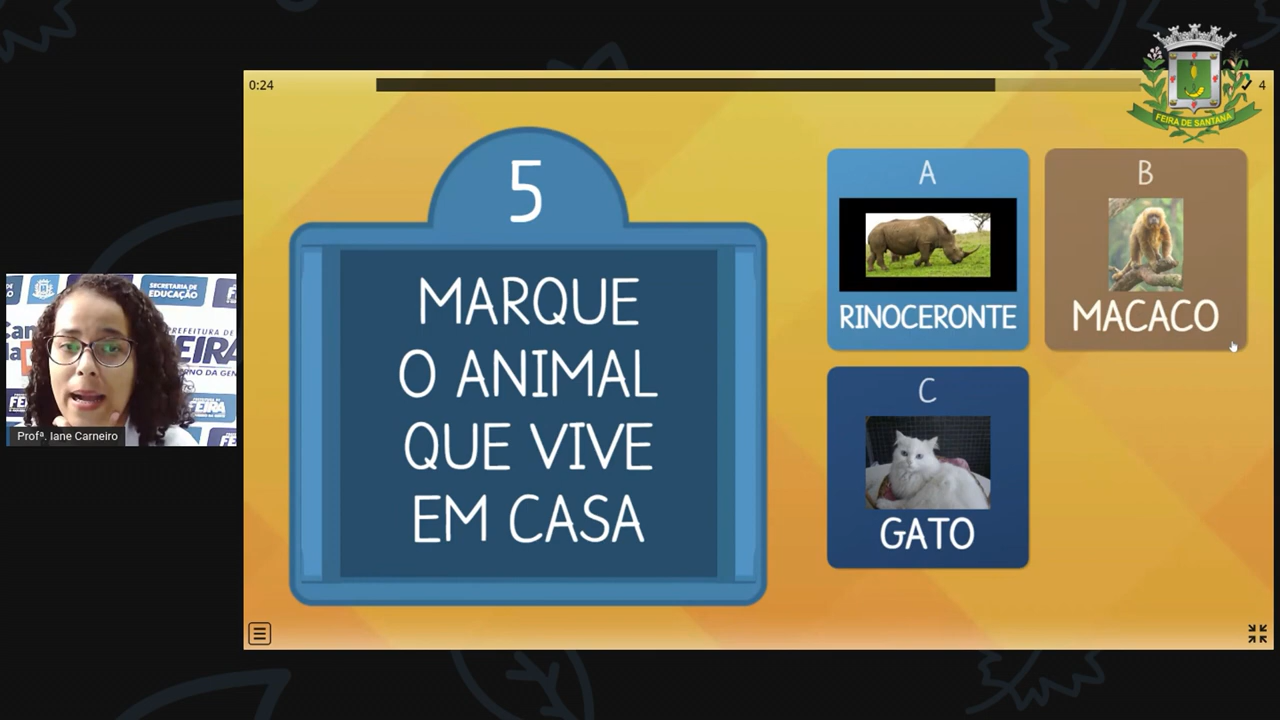 0:24
4
FEIRA DE SANTANA
5
MARQUE
O ANIMAL
QUE VIVE
EM CASA
A
RINOCERONTE
B
MACACO
C
GATO
SECRETARIA DE
EDUCAÇÃO
PREFEITURA DE
EIRA
FEIRA
Profª. Iane Carneiro